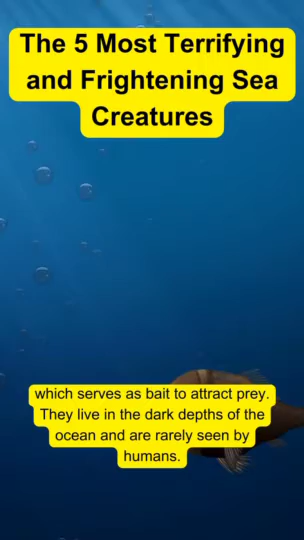 The 5 Most Terrifying
and Frightening Sea
Creatures
which serves as bait to attract prey.
They live in the dark depths of the
ocean and are rarely seen by
humans.